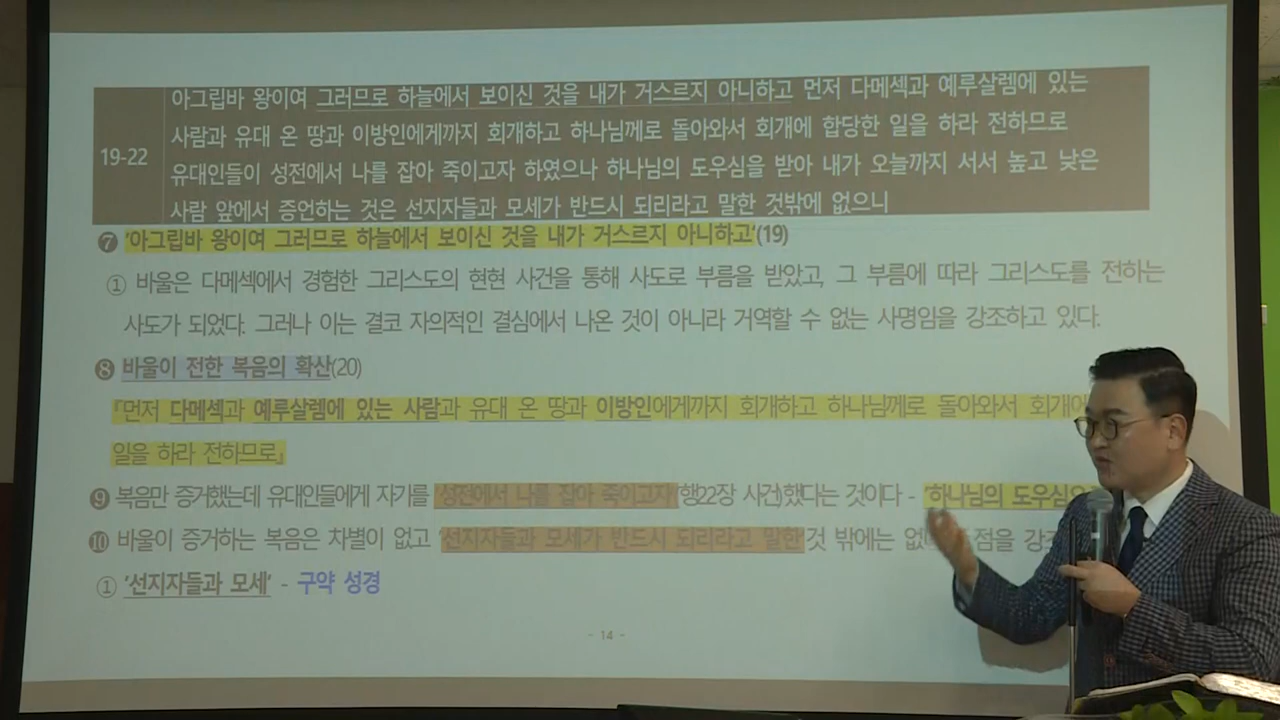 19-22
아그립바 왕이여 그러므로 하늘에서 보이신 것을 내가 거스르지 아니하고 먼저 다메섹과 예루살렘에 있는
사람과 유대 온 땅과 이방인에게까지 회개하고 하나님께로 돌아와서 회개에 합당한 일을 하라 전하므로
유대인들이 성전에서 나를 잡아 죽이고자 하였으나 하나님의 도우심을 받아 내가 오늘까지 서서 높고 낮은
사람 앞에서 증언하는 것은 선지자들과 모세가 반드시 되리라고 말한 것밖에 없으니
❼ '아그립바 왕이여 그러므로 하늘에서 보이신 것을 내가 거스르지 아니하고'(19)
① 바울은 다메섹에서 경험한 그리스도의 현현 사건을 통해 사도로 부름을 받았고, 그 부름에 따라 그리스도를 전하는
사도가 되었다. 그러나 이는 결코 자의적인 결심에서 나온 것이 아니라 거역할 수 없는 사명임을 강조하고 있다.
❽ 바울이 전한 복음의 확산(20)
『먼저 다메섹과 예루살렘에 있는 사람과 유대 온 땅과 이방인에게까지 회개하고 하나님께로 돌아와서 회개에
일을 하라 전하므로』
❾ 복음만 증거했는데 유대인들에게 자기를 '성전에서 나를 잡아 죽이고자'(행22장 사건)했다는 것이다 - '하나님의 도우심으
❿ 바울이 증거하는 복음은 차별이 없고 '선지자들과 모세가 반드시 되리라고 말한'것 밖에는 없 점을 강
① '선지자들과 모세' - 구약 성경
- 14 -